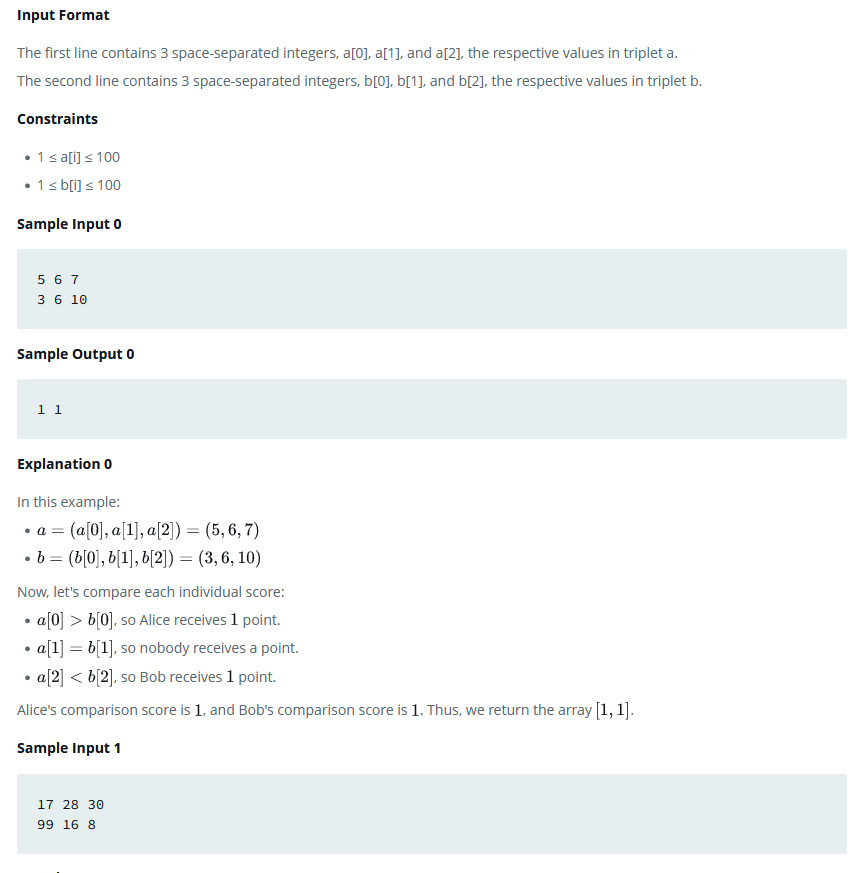 Input Format
The first line contains 3 space-separated integers, a[0], a[1], and a[2], the respective values in triplet a.
The second line contains 3 space-separated integers, b[0], b[1], and b[2], the respective values in triplet b.
Constraints
• 1 ≤ a[i] ≤ 100
• 1 ≤ b[i] ≤ 100
Sample Input 0
5 6 7
3 6 10
Sample Output 0
1 1
Explanation 0
In this example:
• a = (a[0], a[1], a[2]) = (5, 6, 7)
• b = (b[0], b[1], b[2]) = (3, 6, 10)
Now, let's compare each individual score:
• a[0] > b[0], so Alice receives 1 point.
• a[1] = b[1], so nobody receives a point.
• a[2] < b[2], so Bob receives 1 point.
Alice's comparison score is 1, and Bob's comparison score is 1. Thus, we return the array [1, 1].
Sample Input 1
17 28 30
99 16 8